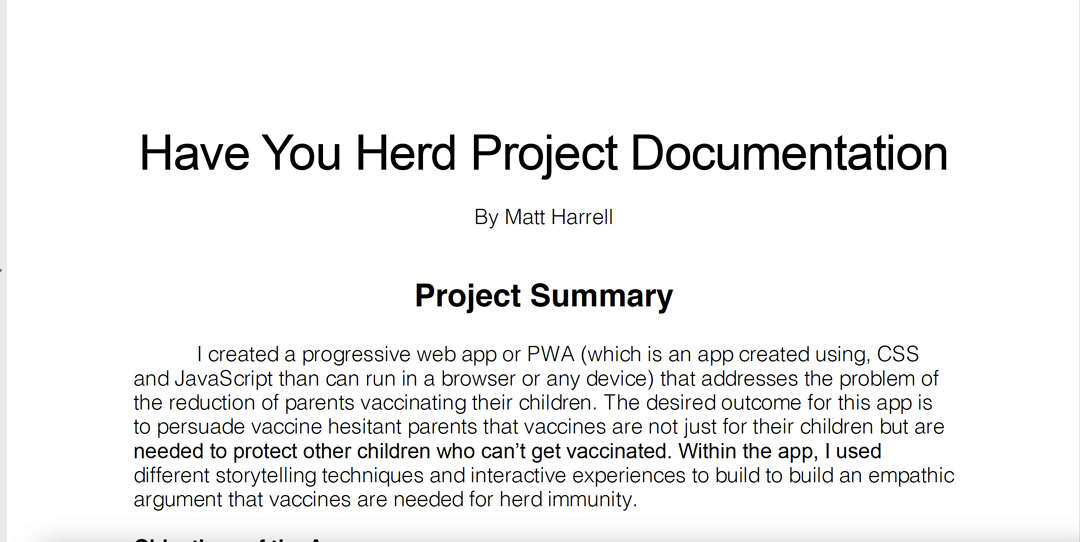 Have You Herd Project Documentation
By Matt Harrell
Project Summary
I created a progressive web app or PWA (which is an app created using, CSS
and JavaScript than can run in a browser or any device) that addresses the problem of
the reduction of parents vaccinating their children. The desired outcome for this app is
to persuade vaccine hesitant parents that vaccines are not just for their children but are
needed to protect other children who can’t get vaccinated. Within the app, I used
different storytelling techniques and interactive experiences to build to build an empathic
argument that vaccines are needed for herd immunity.